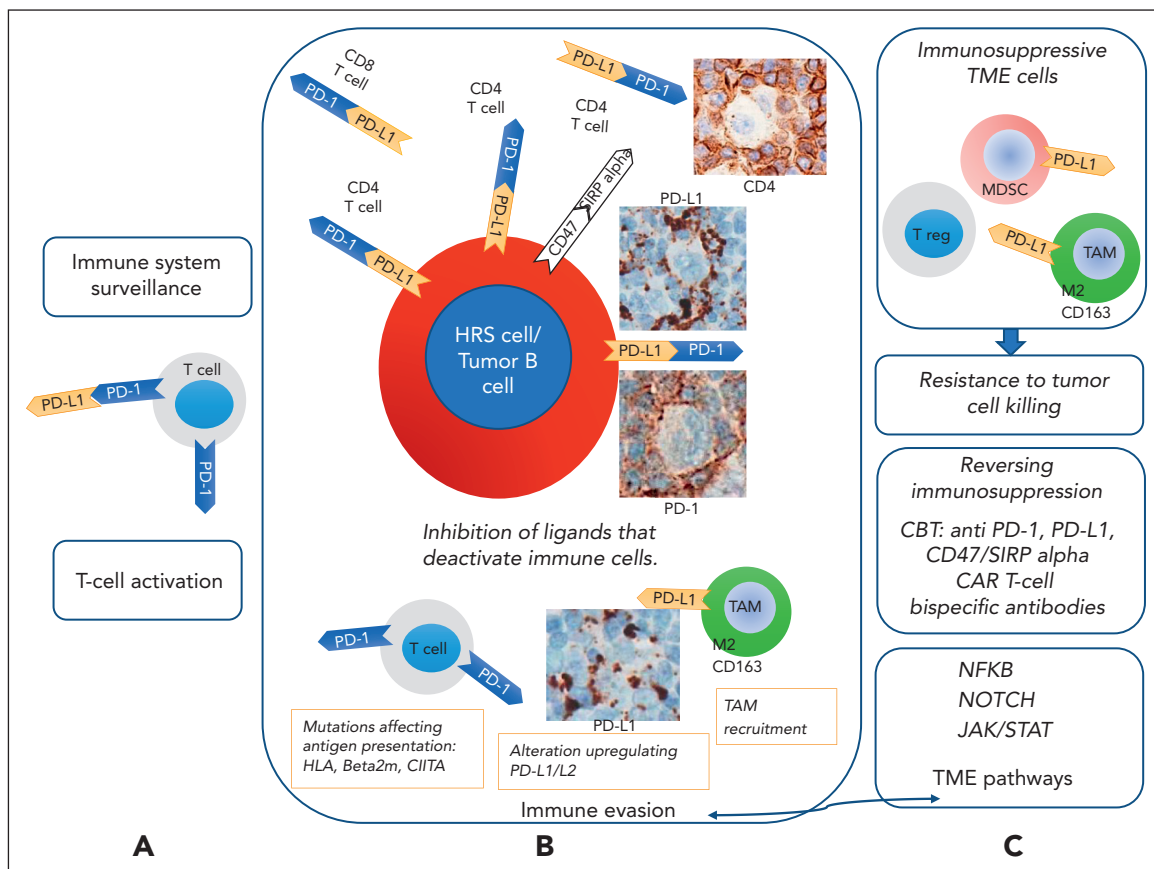 Immune system
surveillance
T cell
PD-L1
PD-1
PD-1
T-cell activation
A
CD8
T cell
PD-1
PD-L1
CD4
T cell
PD-1
PD-L1
CD4
T cell
PD-1
PD-L1
PD-L1
PD-1
CD4
T cell
CD47
SIRP alpha
CD4
PD-L1
HRS cell/
Tumor B
cell
PD-L1
PD-1
PD-1
Inhibition of ligands that
deactivate immune cells.
PD-1
T cell
PD-1
PD-L1
TAM
M2
CD163
PD-L1
Mutations affecting
antigen presentation:
HLA, Beta2m, CIITA
Alteration upregulating
PD-L1/L2
TAM
recruitment
Immune evasion
B
Immunosuppressive
TME cells
MDSC
PD-L1
T reg
PD-L1
TAM
M2
CD163
Resistance to tumor
cell killing
Reversing
immunosuppression
CBT: anti PD-1, PD-L1,
CD47/SIRP alpha
CAR T-cell
bispecific antibodies
NFKB
NOTCH
JAK/STAT
TME pathways
C